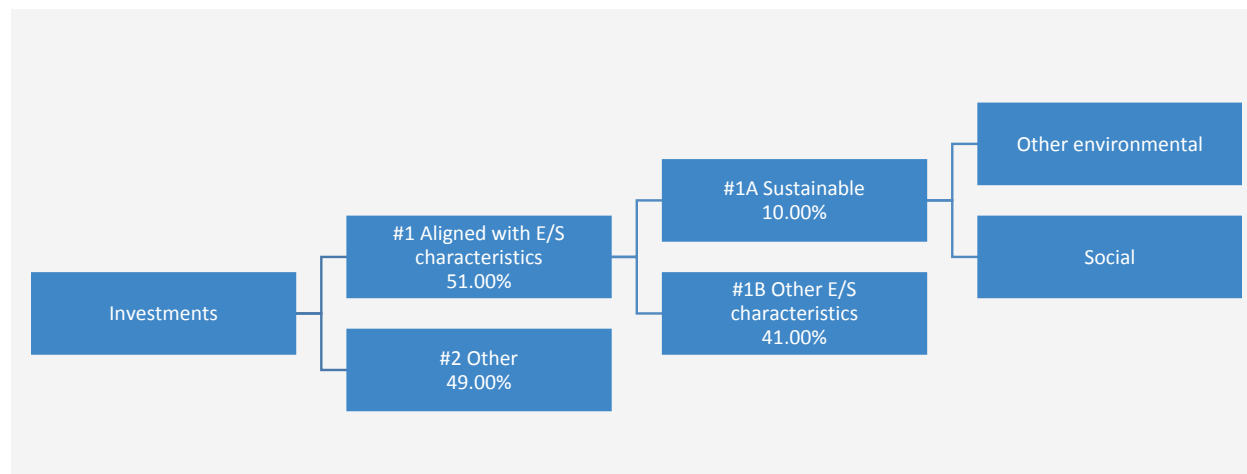 Investments
#1 Aligned with E/S
characteristics
51.00%
#2 Other
49.00%
#1A Sustainable
10.00%
#1B Other E/S
characteristics
41.00%
Other environmental
Social